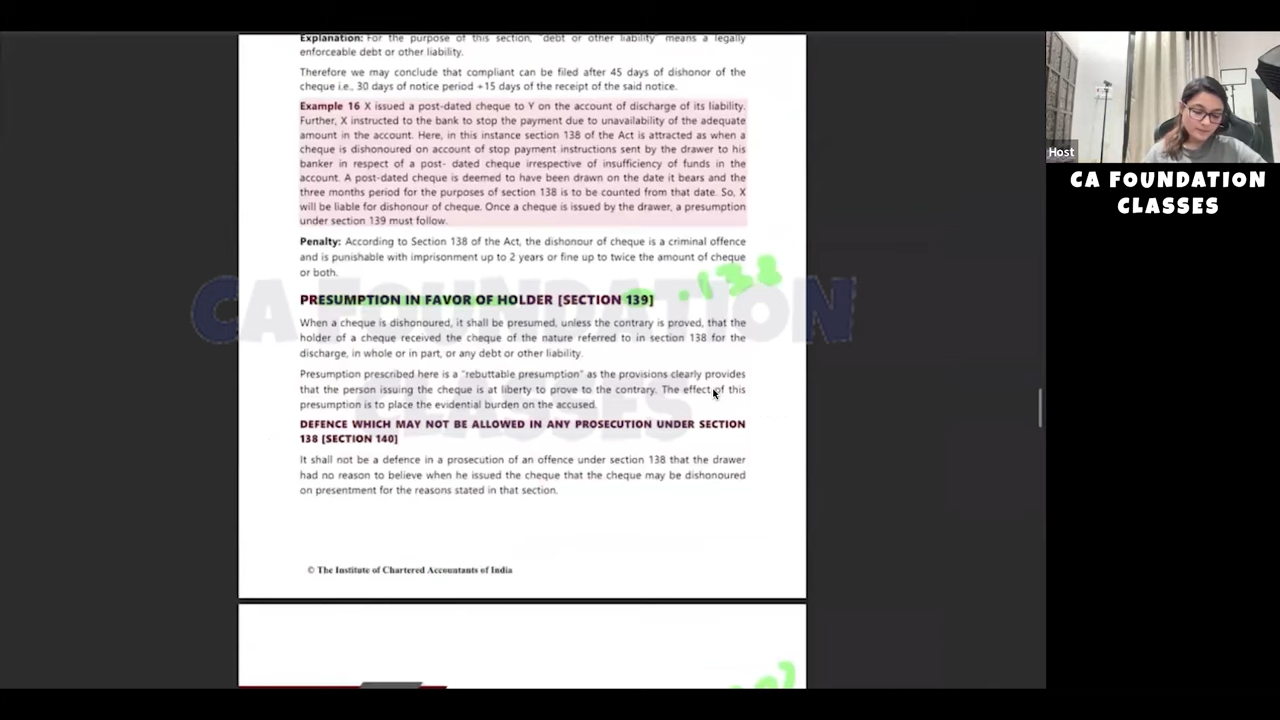 Explanation: For the purpose of this section, "debt or other liability" means a legally
enforceable debt or other liability.
Therefore we may conclude that compliant can be filed after 45 days of dishonor of the
cheque i.e., 30 days of notice period +15 days of the receipt of the said notice.
Example 16 X issued a post-dated cheque to Y on the account of discharge of its liability.
Further, X instructed to the bank to stop the payment due to unavailability of the adequate
amount in the account. Here, in this instance section 138 of the Act is attracted as when a
cheque is dishonoured on account of stop payment instructions sent by the drawer to his
banker in respect of a post- dated cheque irrespective of insufficiency of funds in the
account. A post-dated cheque is deemed to have been drawn on the date it bears and the
three months period for the purposes of section 138 is to be counted from that date. So, X
will be liable for dishonour of cheque. Once a cheque is issued by the drawer, a presumption
under section 139 must follow.
Penalty: According to Section 138 of the Act, the dishonour of cheque is a criminal offence
and is punishable with imprisonment up to 2 years or fine up to twice the amount of cheque
or both.
138
PRESUMPTION IN FAVOR OF HOLDER [SECTION 139]
When a cheque is dishonoured, it shall be presumed, unless the contrary is proved, that the
holder of a cheque received the cheque of the nature referred to in section 138 for the
discharge, in whole or in part, or any debt or other liability.
Presumption prescribed here is a "rebuttable presumption" as the provisions clearly provides
that the person issuing the cheque is at liberty to prove to the contrary. The effect of this
presumption is to place the evidential burden on the accused.
DEFENCE WHICH MAY NOT BE ALLOWED IN ANY PROSECUTION UNDER SECTION
138 [SECTION 140]
It shall not be a defence in a prosecution of an offence under section 138 that the drawer
had no reason to believe when he issued the cheque that the cheque may be dishonoured
on presentment for the reasons stated in that section.
© The Institute of Chartered Accountants of India
CA FOUNDATION
CLASSES
Host
CA FOUNDATION
CLASSES